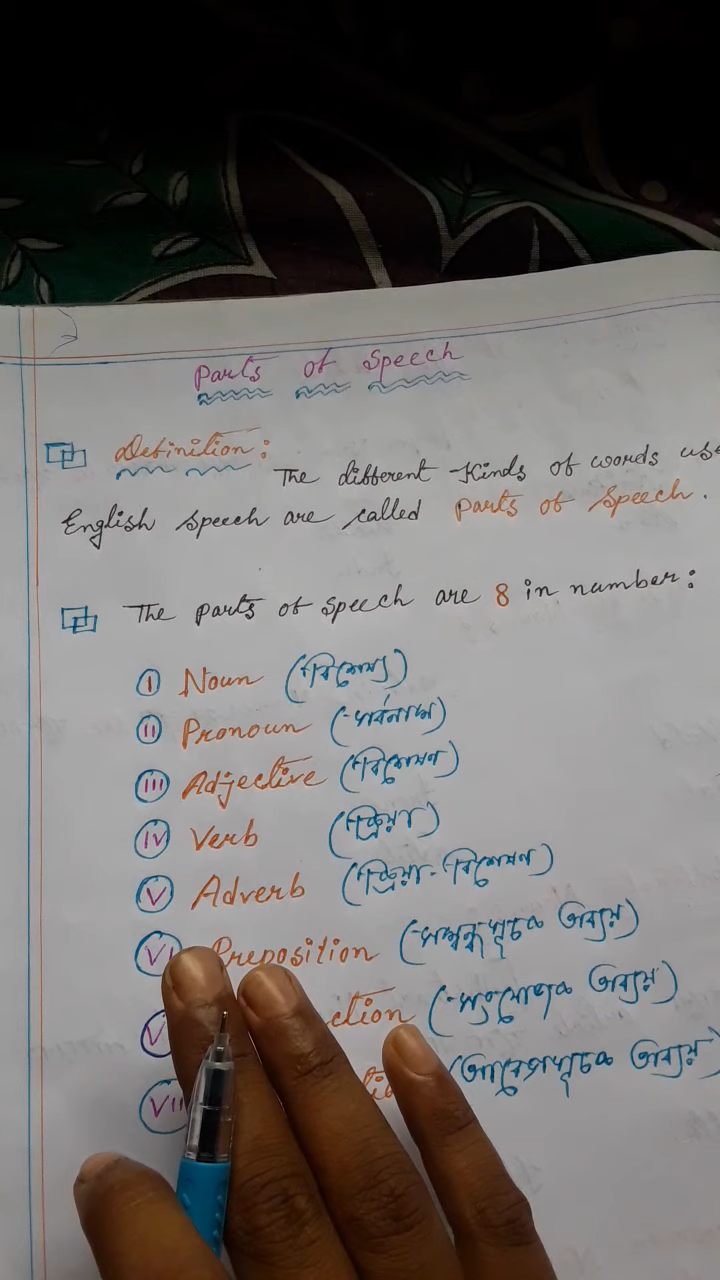 Parts of Speech
Definition:
The different kinds of words
English speech are called Parts of Speech.
The parts of speech are 8 in number:
I Noun (বিশেষ্য)
II Pronoun (সর্বনাম)
III Adjective (বিশেষণ)
IV Verb (ক্রিয়া)
V Adverb (ক্রিয়া-বিশেষণ)
VI Preposition (সম্বন্ধসূচক অব্যয়)
ction (সংযোজক অব্যয়)
VII (আবেগসূচক অব্যয়)